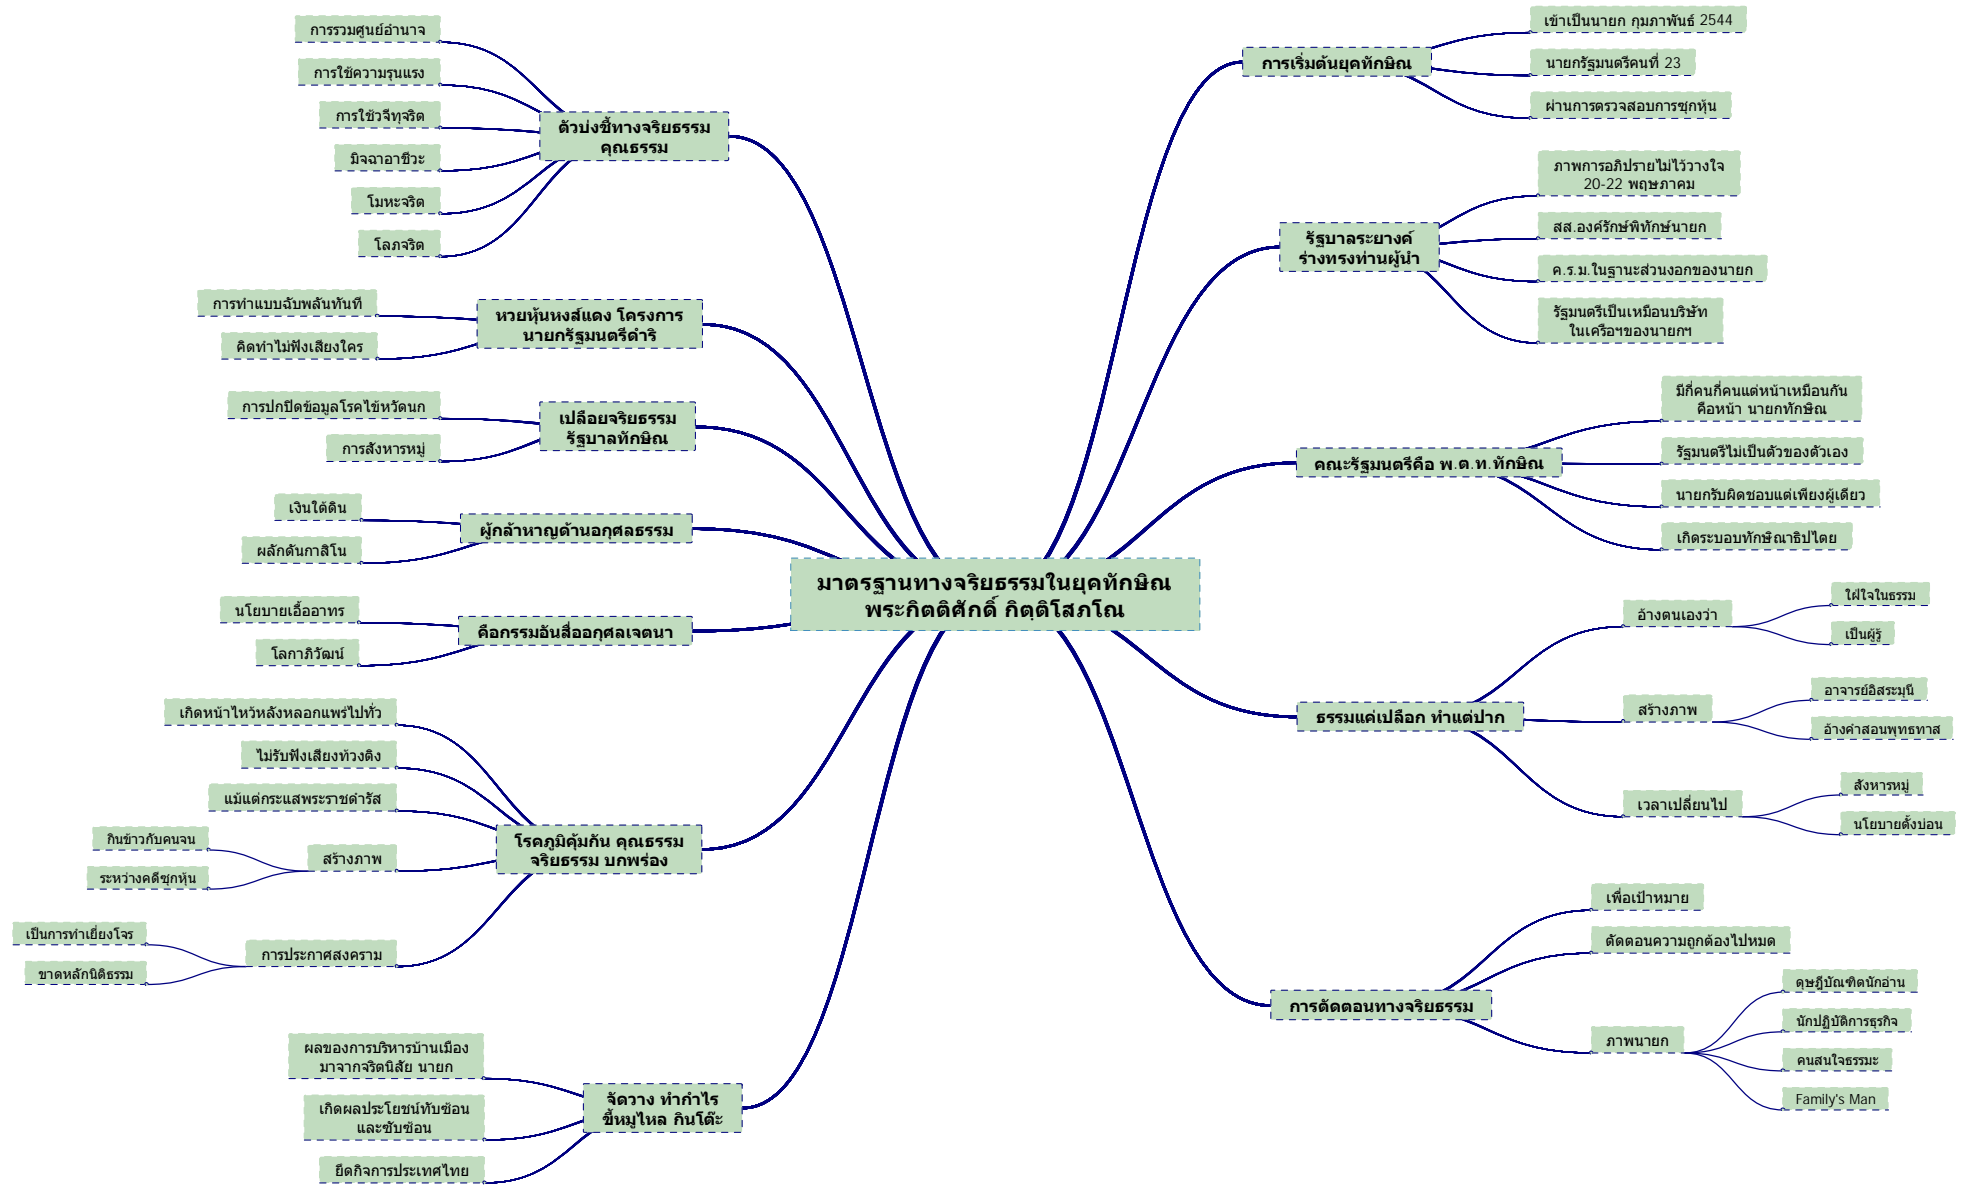 มาตรฐานทางจริยธรรมในยุคทักษิณ
พระกิตติศักดิ์ กิตฺติโสภโณ
การเริ่มต้นยุคทักษิณ
เข้าเป็นนายก กุมภาพันธ์ 2544
นายกรัฐมนตรีคนที่ 23
ผ่านการตรวจสอบการซุกหุ้น
รัฐบาลระยางค์
ร่างทรงท่านผู้นำ
ภาพการอภิปรายไม่ไว้วางใจ
20-22 พฤษภาคม
สส.องค์รักษ์พิทักษ์นายก
ค.ร.ม.ในฐานะส่วนงอกของนายก
รัฐมนตรีเป็นเหมือนบริษัท
ในเครือฯของนายกฯ
คณะรัฐมนตรีคือ พ.ต.ท.ทักษิณ
มีกี่คนกี่คนแต่หน้าเหมือนกัน
คือหน้า นายกทักษิณ
รัฐมนตรีไม่เป็นตัวของตัวเอง
นายกรับผิดชอบแต่เพียงผู้เดียว
เกิดระบอบทักษิณาธิปไตย
ธรรมแค่เปลือก ทำแต่ปาก
อ้างตนเองว่า
ใฝ่ใจในธรรม
เป็นผู้รู้
สร้างภาพ
อาจารย์อิสระมุนี
อ้างคำสอนพุทธทาส
เวลาเปลี่ยนไป
สังหารหมู่
นโยบายตั้งบ่อน
การตัดตอนทางจริยธรรม
เพื่อเป้าหมาย
ตัดตอนความถูกต้องไปหมด
ภาพนายก
ดุษฎีบัณฑิตนักอ่าน
นักปฏิบัติการธุรกิจ
คนสนใจธรรมะ
Family's Man
ตัวบ่งชี้ทางจริยธรรม
คุณธรรม
การรวมศูนย์อำนาจ
การใช้ความรุนแรง
การใช้วจีทุจริต
มิจฉาอาชีวะ
โมหะจริต
โลภจริต
หวยหุ้นหงส์แดง โครงการ
นายกรัฐมนตรีดำริ
การทำแบบฉับพลันทันที
คิดทำไม่ฟังเสียงใคร
เปลือยจริยธรรม
รัฐบาลทักษิณ
การปกปิดข้อมูลโรคไข้หวัดนก
การสังหารหมู่
ผู้กล้าหาญด้านอกุศลธรรม
เงินใต้ดิน
ผลักดันกาสิโน
คือกรรมอันสื่ออกุศลเจตนา
นโยบายเอื้ออาทร
โลกาภิวัฒน์
โรคภูมิคุ้มกัน คุณธรรม
จริยธรรม บกพร่อง
เกิดหน้าไหว้หลังหลอกแพร่ไปทั่ว
ไม่รับฟังเสียงท้วงติง
แม้แต่กระแสพระราชดำรัส
สร้างภาพ
กินข้าวกับคนจน
ระหว่างคดีซุกหุ้น
การประกาศสงคราม
เป็นการทำเยี่ยงโจร
ขาดหลักนิติธรรม
จัดวาง ทำกำไร
ขี้หมูไหล กินโต๊ะ
ผลของการบริหารบ้านเมือง
มาจากจริตนิสัย นายก
เกิดผลประโยชน์ทับซ้อน
และซับซ้อน
ยึดกิจการประเทศไทย